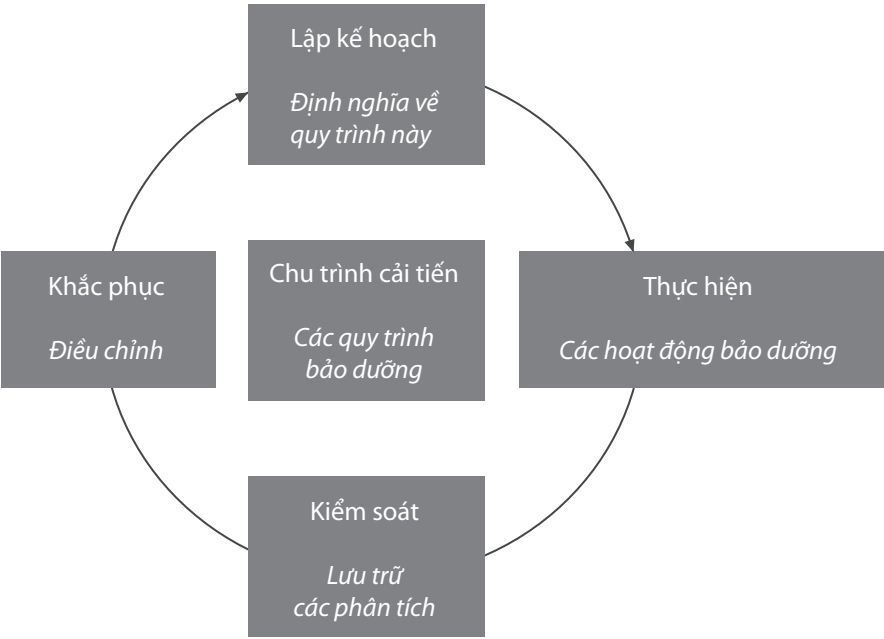 Lập kế hoạch
Định nghĩa về
quy trình này
Khắc phục
Điều chỉnh
Chu trình cải tiến
Các quy trình
bảo dưỡng
Thực hiện
Các hoạt động bảo dưỡng
Kiểm soát
Lưu trữ
các phân tích